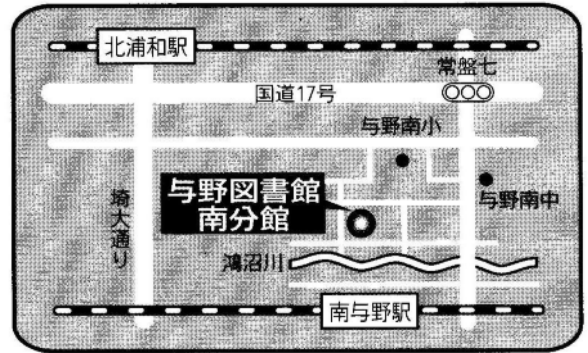 北浦和駅
常盤七
国道17号
与野南小
与野図書館
南分館
与野南中
埼大通り
鴻沼川
南与野駅